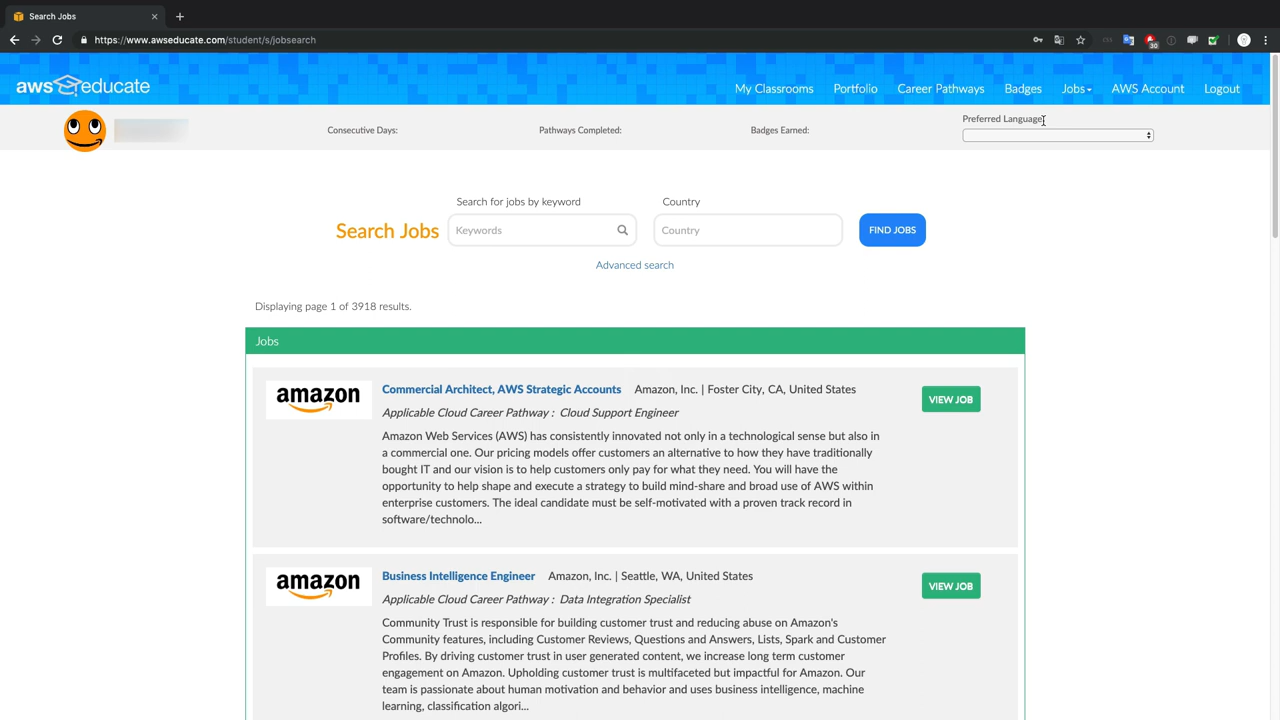 Search Jobs
https://www.awseducate.com/student/s/jobsearch
30
aws educate
My Classrooms Portfolio Career Pathways Badges Jobs AWS Account Logout
Consecutive Days: Pathways Completed: Badges Earned: Preferred Language
Search for jobs by keyword Country
Search Jobs Keywords Country FIND JOBS
Advanced search
Displaying page 1 of 3918 results.
Jobs
amazon Commercial Architect, AWS Strategic Accounts Amazon, Inc. | Foster City, CA, United States VIEW JOB
Applicable Cloud Career Pathway : Cloud Support Engineer
Amazon Web Services (AWS) has consistently innovated not only in a technological sense but also in
a commercial one. Our pricing models offer customers an alternative to how they have traditionally
bought IT and our vision is to help customers only pay for what they need. You will have the
opportunity to help shape and execute a strategy to build mind-share and broad use of AWS within
enterprise customers. The ideal candidate must be self-motivated with a proven track record in
software/technolo...
amazon Business Intelligence Engineer Amazon, Inc. | Seattle, WA, United States VIEW JOB
Applicable Cloud Career Pathway : Data Integration Specialist
Community Trust is responsible for building customer trust and reducing abuse on Amazon's
Community features, including Customer Reviews, Questions and Answers, Lists, Spark and Customer
Profiles. By driving customer trust in user generated content, we increase long term customer
engagement on Amazon. Upholding customer trust is multifaceted but impactful for Amazon. Our
team is passionate about human motivation and behavior and uses business intelligence, machine
learning, classification algori...